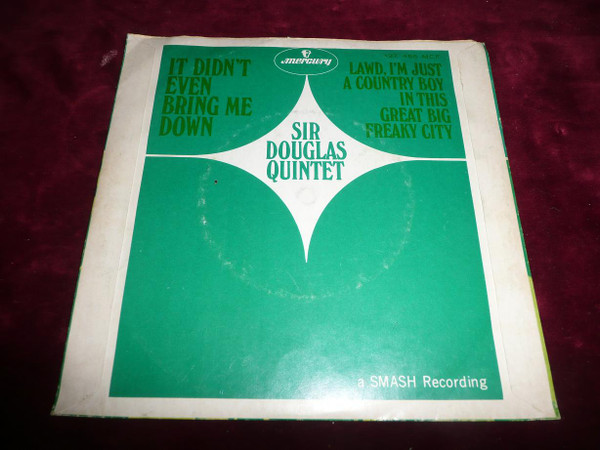 mercury
IT DIDN'T
EVEN
BRING ME
DOWN
LAWD, I'M JUST
A COUNTRY BOY
IN THIS
GREAT BIG
FREAKY CITY
SIR
DOUGLAS
QUINTET
a SMASH Recording